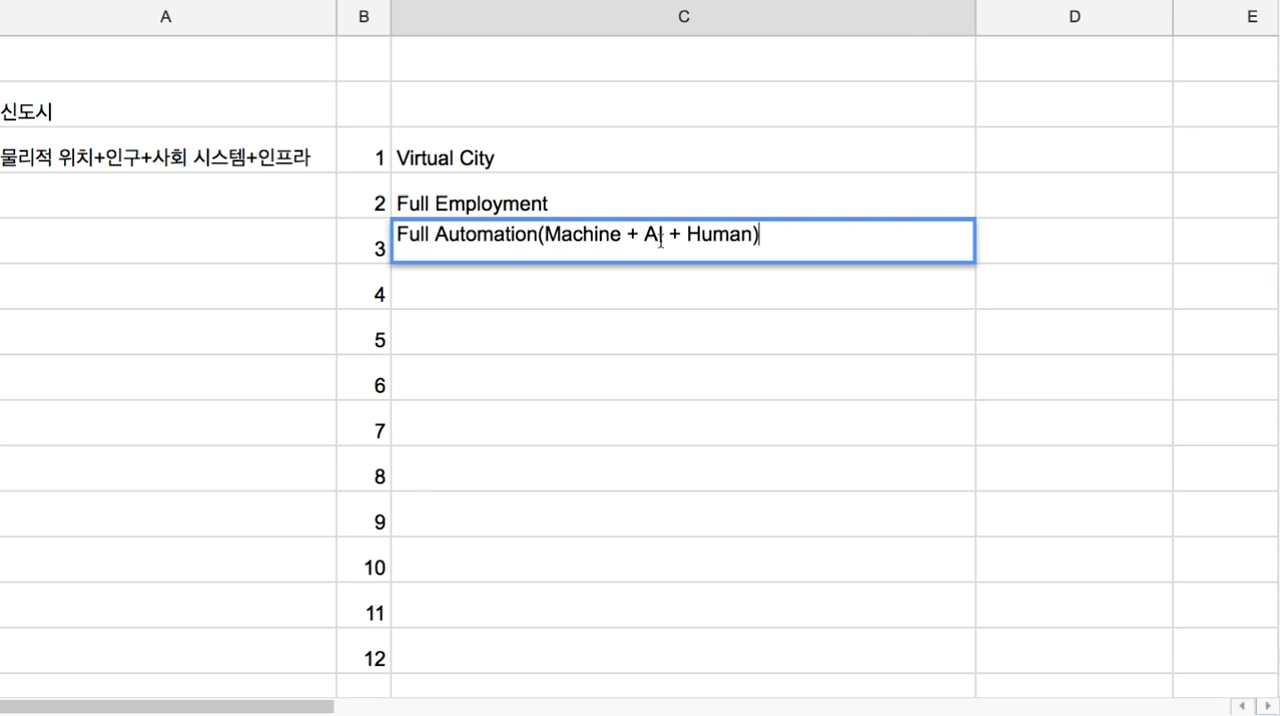 A B C D E
신도시
물리적 위치+인구+사회 시스템+인프라 1 Virtual City
2 Full Employment
3 Full Automation(Machine + AI + Human)
4
5
6
7
8
9
10
11
12